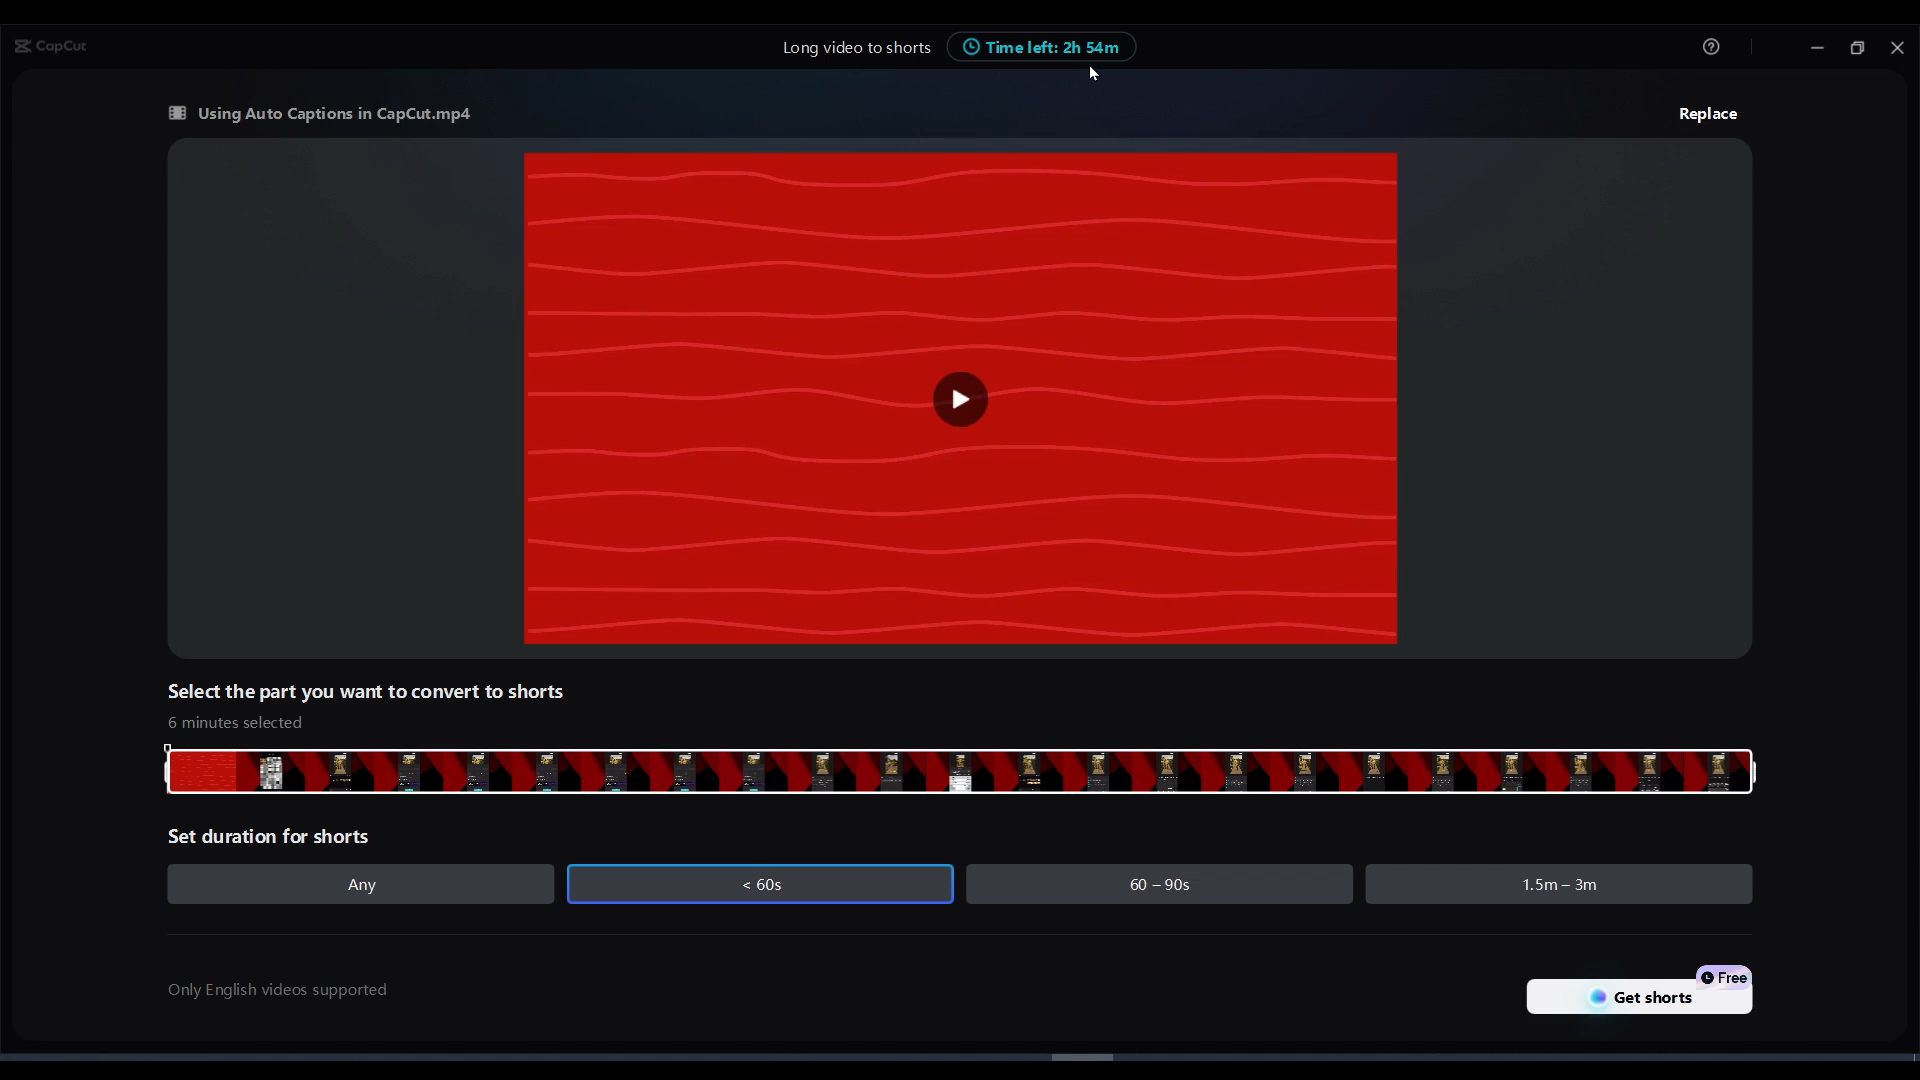 CapCut
Long video to shorts
Time left: 2h 54m
Using Auto Captions in CapCut.mp4
Replace
Select the part you want to convert to shorts
6 minutes selected
Set duration for shorts
Any
< 60s
60 – 90s
1.5m – 3m
Only English videos supported
Free
Get shorts